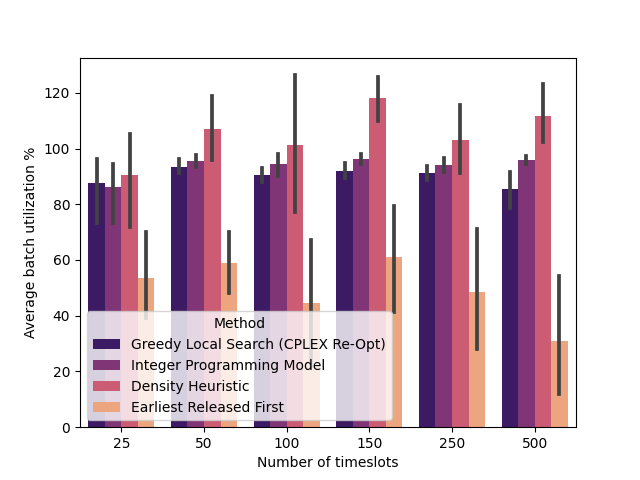 Average batch utilization %
120
100
80
60
40
20
0
Method
Greedy Local Search (CPLEX Re-Opt)
Integer Programming Model
Density Heuristic
Earliest Released First
25 50 100 150 250 500
Number of timeslots